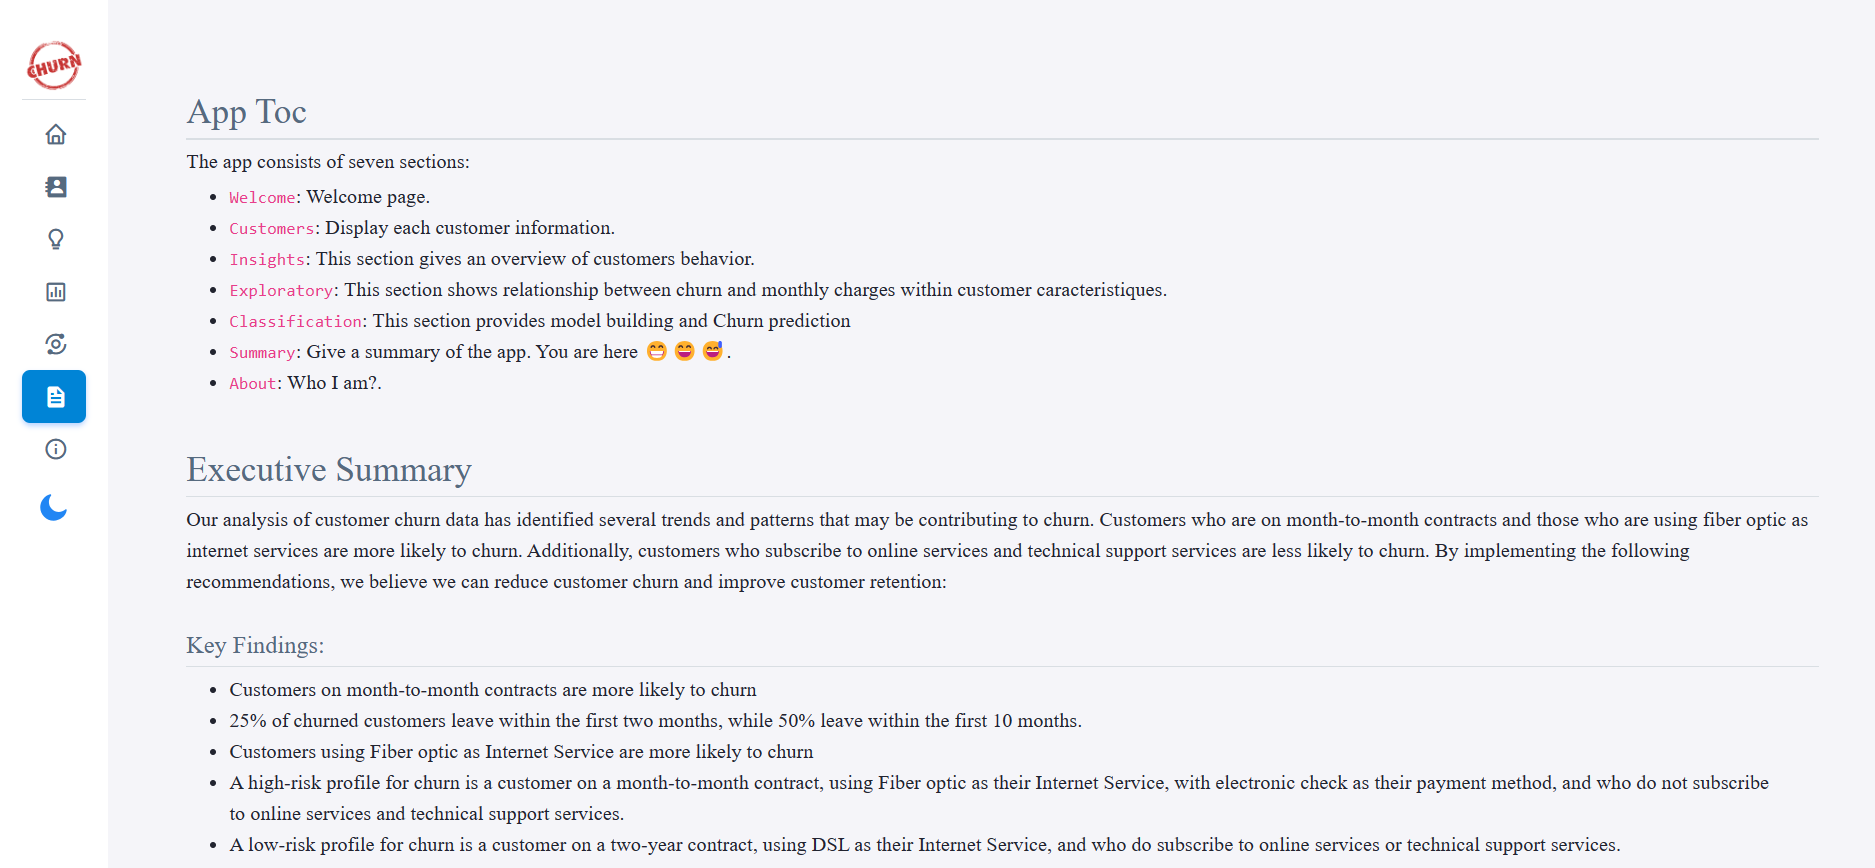 CHURN
App Toc
The app consists of seven sections:
Welcome: Welcome page.
Customers: Display each customer information.
Insights: This section gives an overview of customers behavior.
Exploratory: This section shows relationship between churn and monthly charges within customer caracteristiques.
Classification: This section provides model building and Churn prediction
Summary: Give a summary of the app. You are here 😁 😄 😅 .
About: Who I am?.
Executive Summary
Our analysis of customer churn data has identified several trends and patterns that may be contributing to churn. Customers who are on month-to-month contracts and those who are using fiber optic as
internet services are more likely to churn. Additionally, customers who subscribe to online services and technical support services are less likely to churn. By implementing the following
recommendations, we believe we can reduce customer churn and improve customer retention:
Key Findings:
Customers on month-to-month contracts are more likely to churn
25% of churned customers leave within the first two months, while 50% leave within the first 10 months.
Customers using Fiber optic as Internet Service are more likely to churn
A high-risk profile for churn is a customer on a month-to-month contract, using Fiber optic as their Internet Service, with electronic check as their payment method, and who do not subscribe
to online services and technical support services.
A low-risk profile for churn is a customer on a two-year contract, using DSL as their Internet Service, and who do subscribe to online services or technical support services.